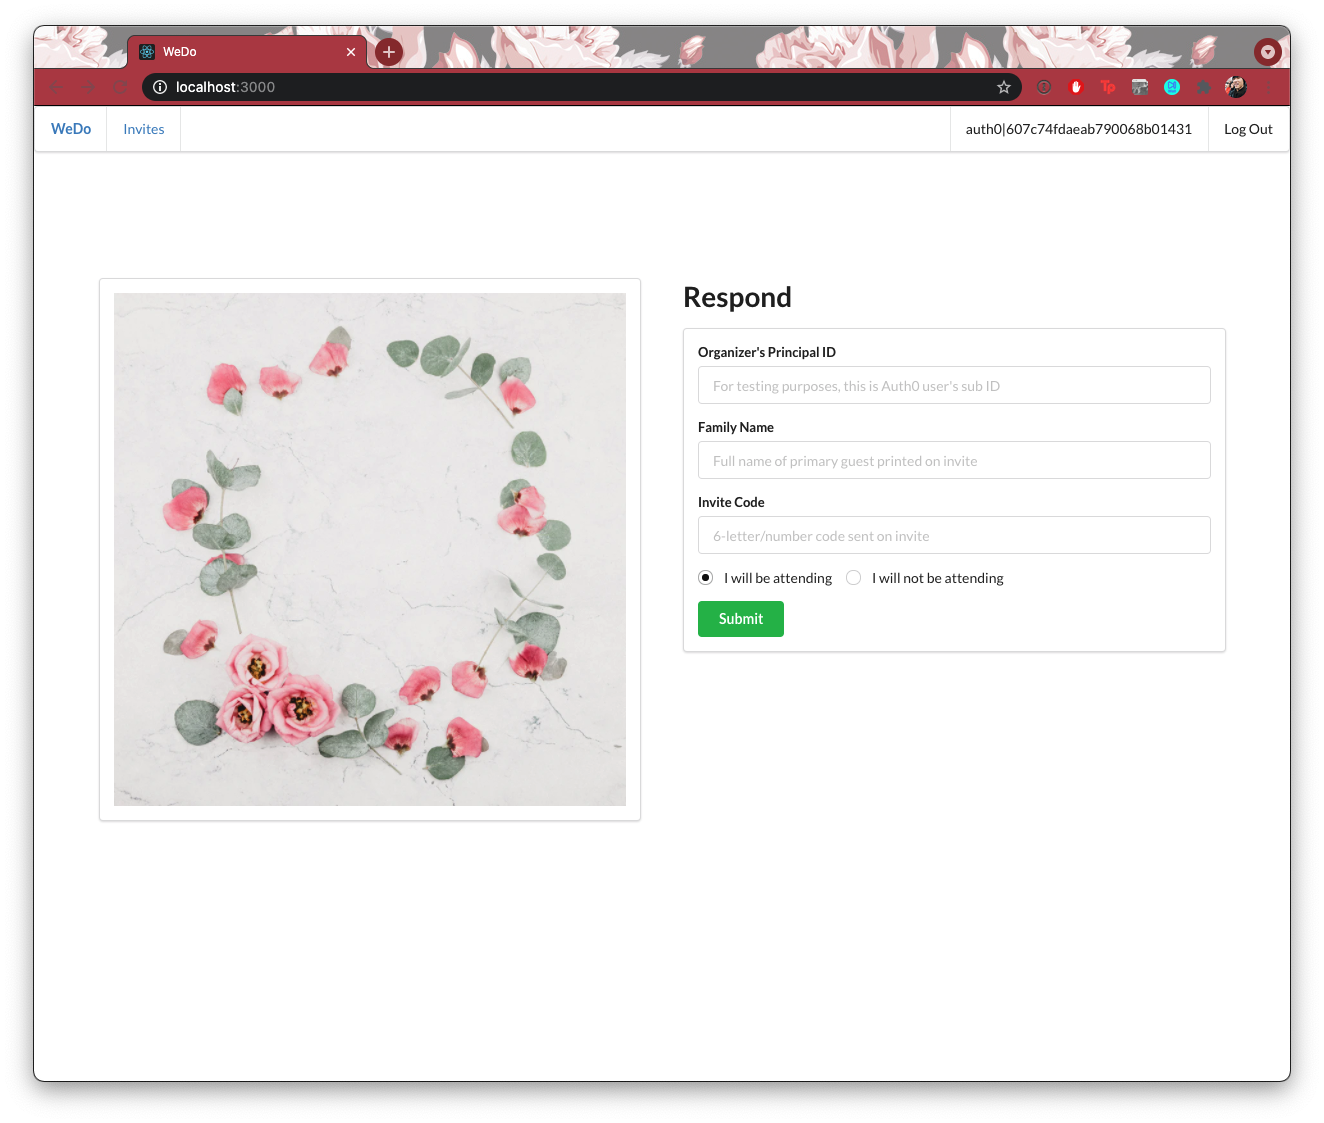 WeDo
localhost:3000
Tp
WeDo Invites auth0|607c74fdaeab790068b01431 Log Out
Respond
Organizer's Principal ID
For testing purposes, this is Auth0 user's sub ID
Family Name
Full name of primary guest printed on invite
Invite Code
6-letter/number code sent on invite
I will be attending I will not be attending
Submit